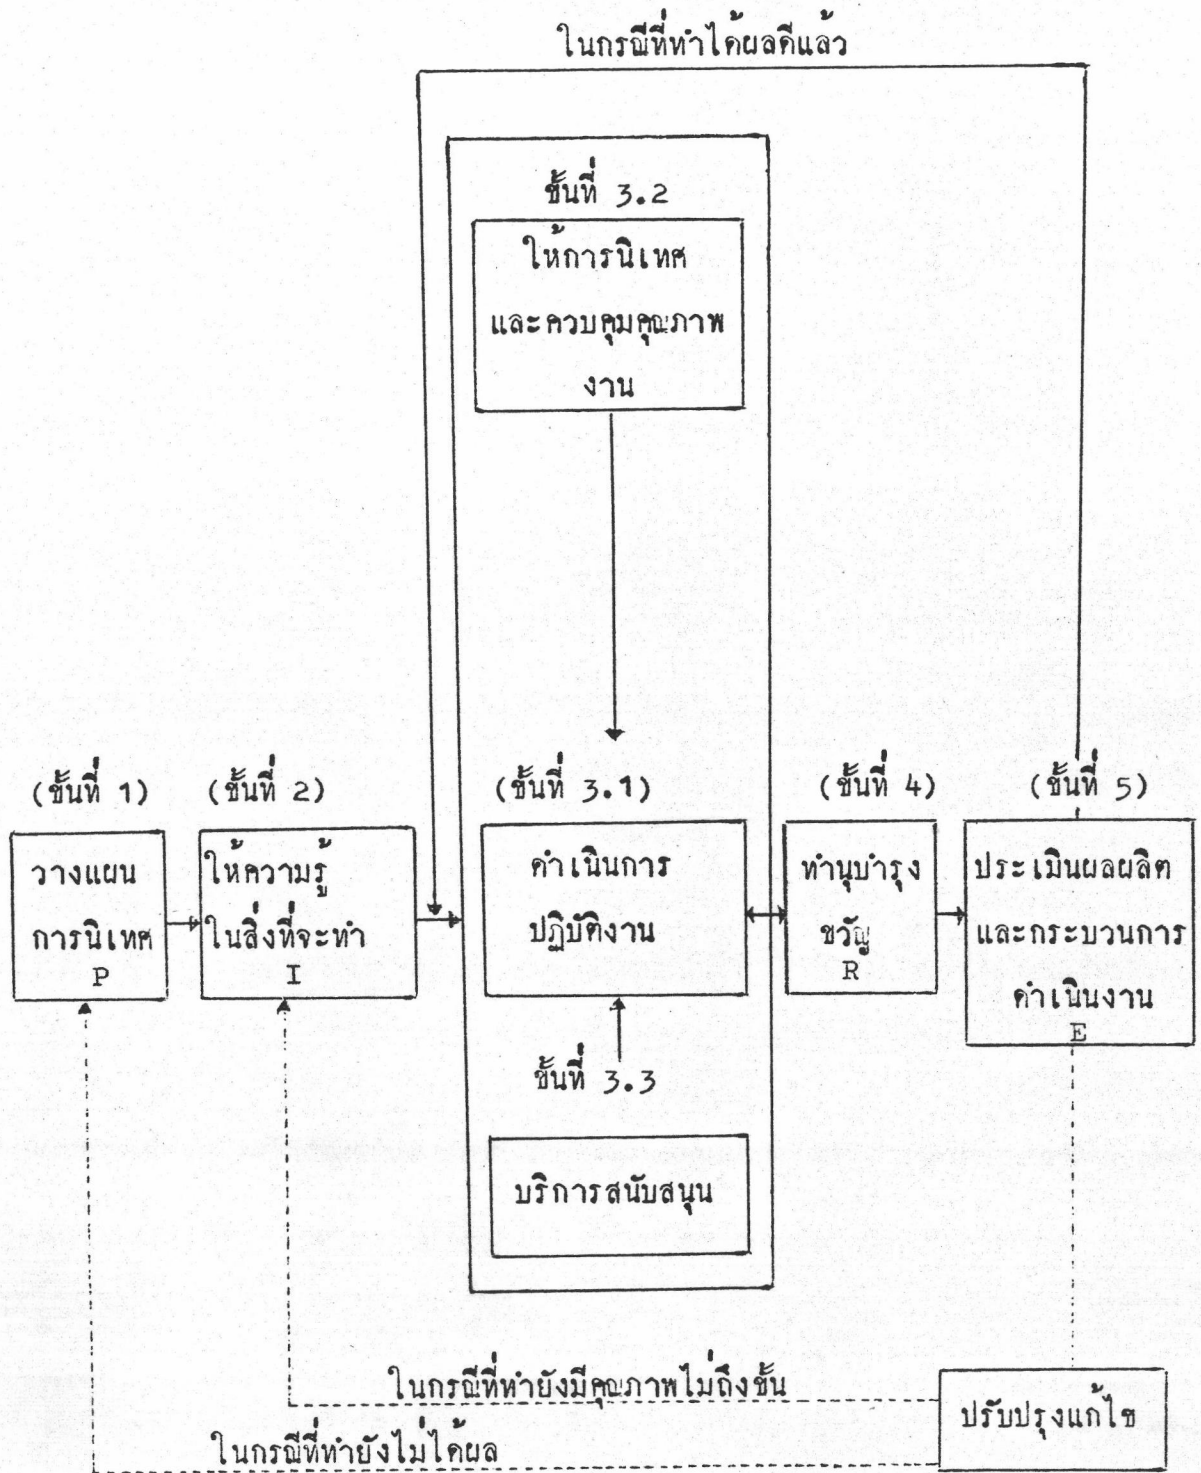 ในกรณีที่ทำได้ผลดีแล้ว
ขั้นที่ 3.2
ให้การนิเทศ
และควบคุมคุณภาพ
งาน
(ขั้นที่ 1)
(ขั้นที่ 2)
(ขั้นที่ 3.1)
(ขั้นที่ 4)
(ขั้นที่ 5)
วางแผน
การนิเทศ
P
ให้ความรู้
ในสิ่งที่จะทำ
I
ดำเนินการ
ปฏิบัติงาน
ทำนุบำรุง
ขวัญ
R
ประเมินผลผลิต
และกระบวนการ
ดำเนินงาน
E
ขั้นที่ 3.3
บริการสนับสนุน
ในกรณีที่ทำยังมีคุณภาพไม่ถึงขั้น
ปรับปรุงแก้ไข
ในกรณีที่ทำยังไม่ได้ผล